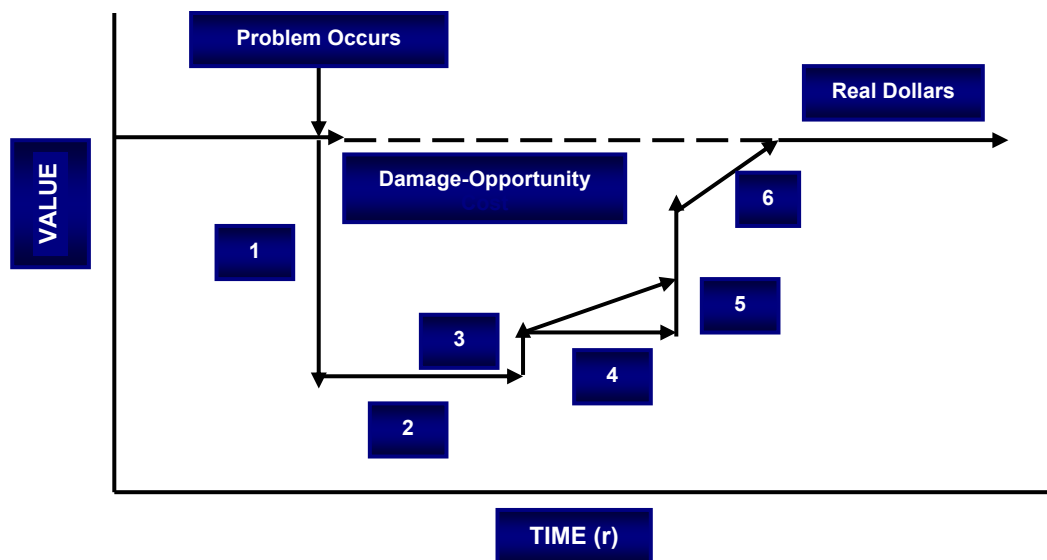 Problem Occurs
Real Dollars
VALUE
Damage-Opportunity
1
2
3
4
5
6
TIME (r)